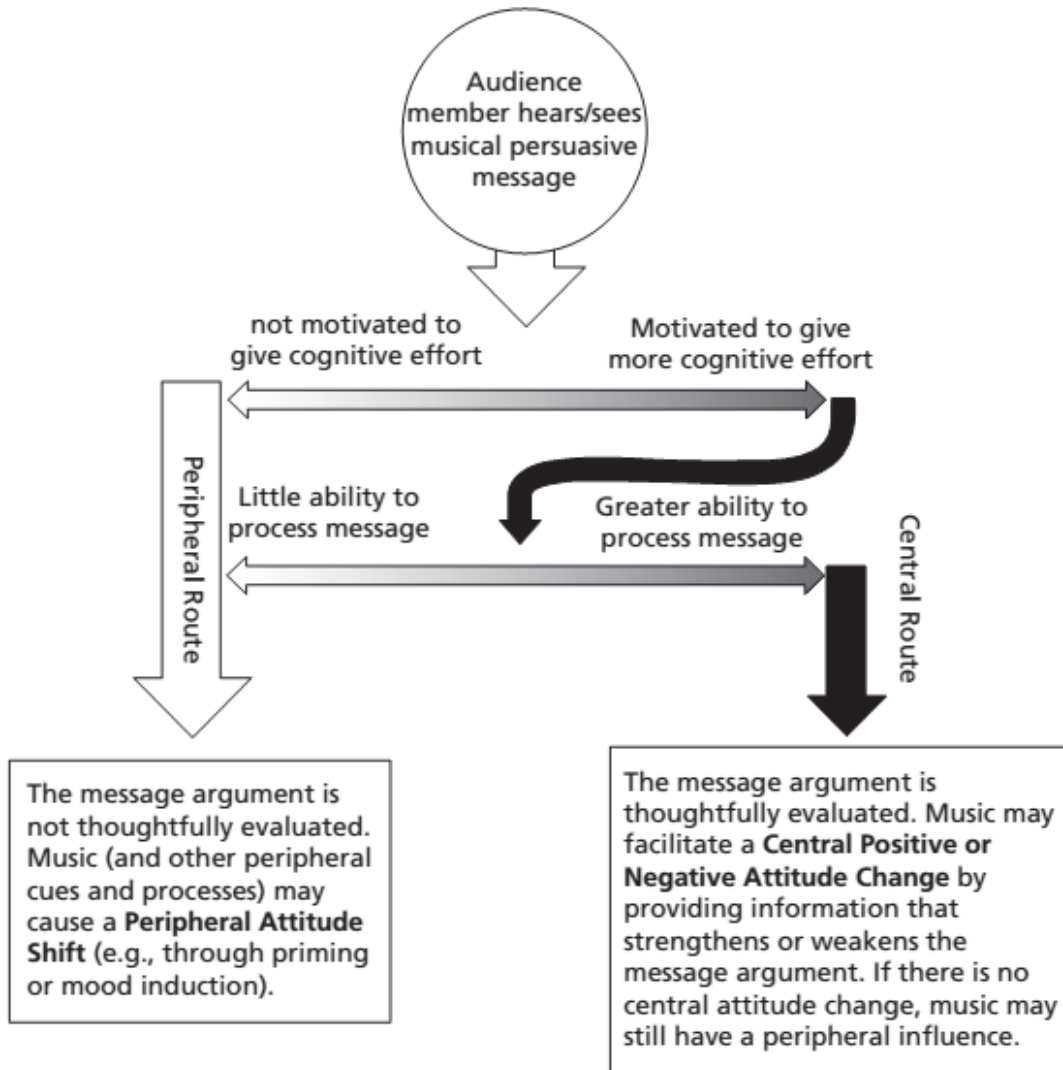 Audience
member hears/sees
musical persuasive
message
not motivated to
give cognitive effort
Motivated to give
more cognitive effort
Peripheral Route
Little ability to
process message
Greater ability to
process message
Central Route
The message argument is
not thoughtfully evaluated.
Music (and other peripheral
cues and processes) may
cause a Peripheral Attitude
Shift (e.g., through priming
or mood induction).
The message argument is
thoughtfully evaluated. Music may
facilitate a Central Positive or
Negative Attitude Change by
providing information that
strengthens or weakens the
message argument. If there is no
central attitude change, music may
still have a peripheral influence.